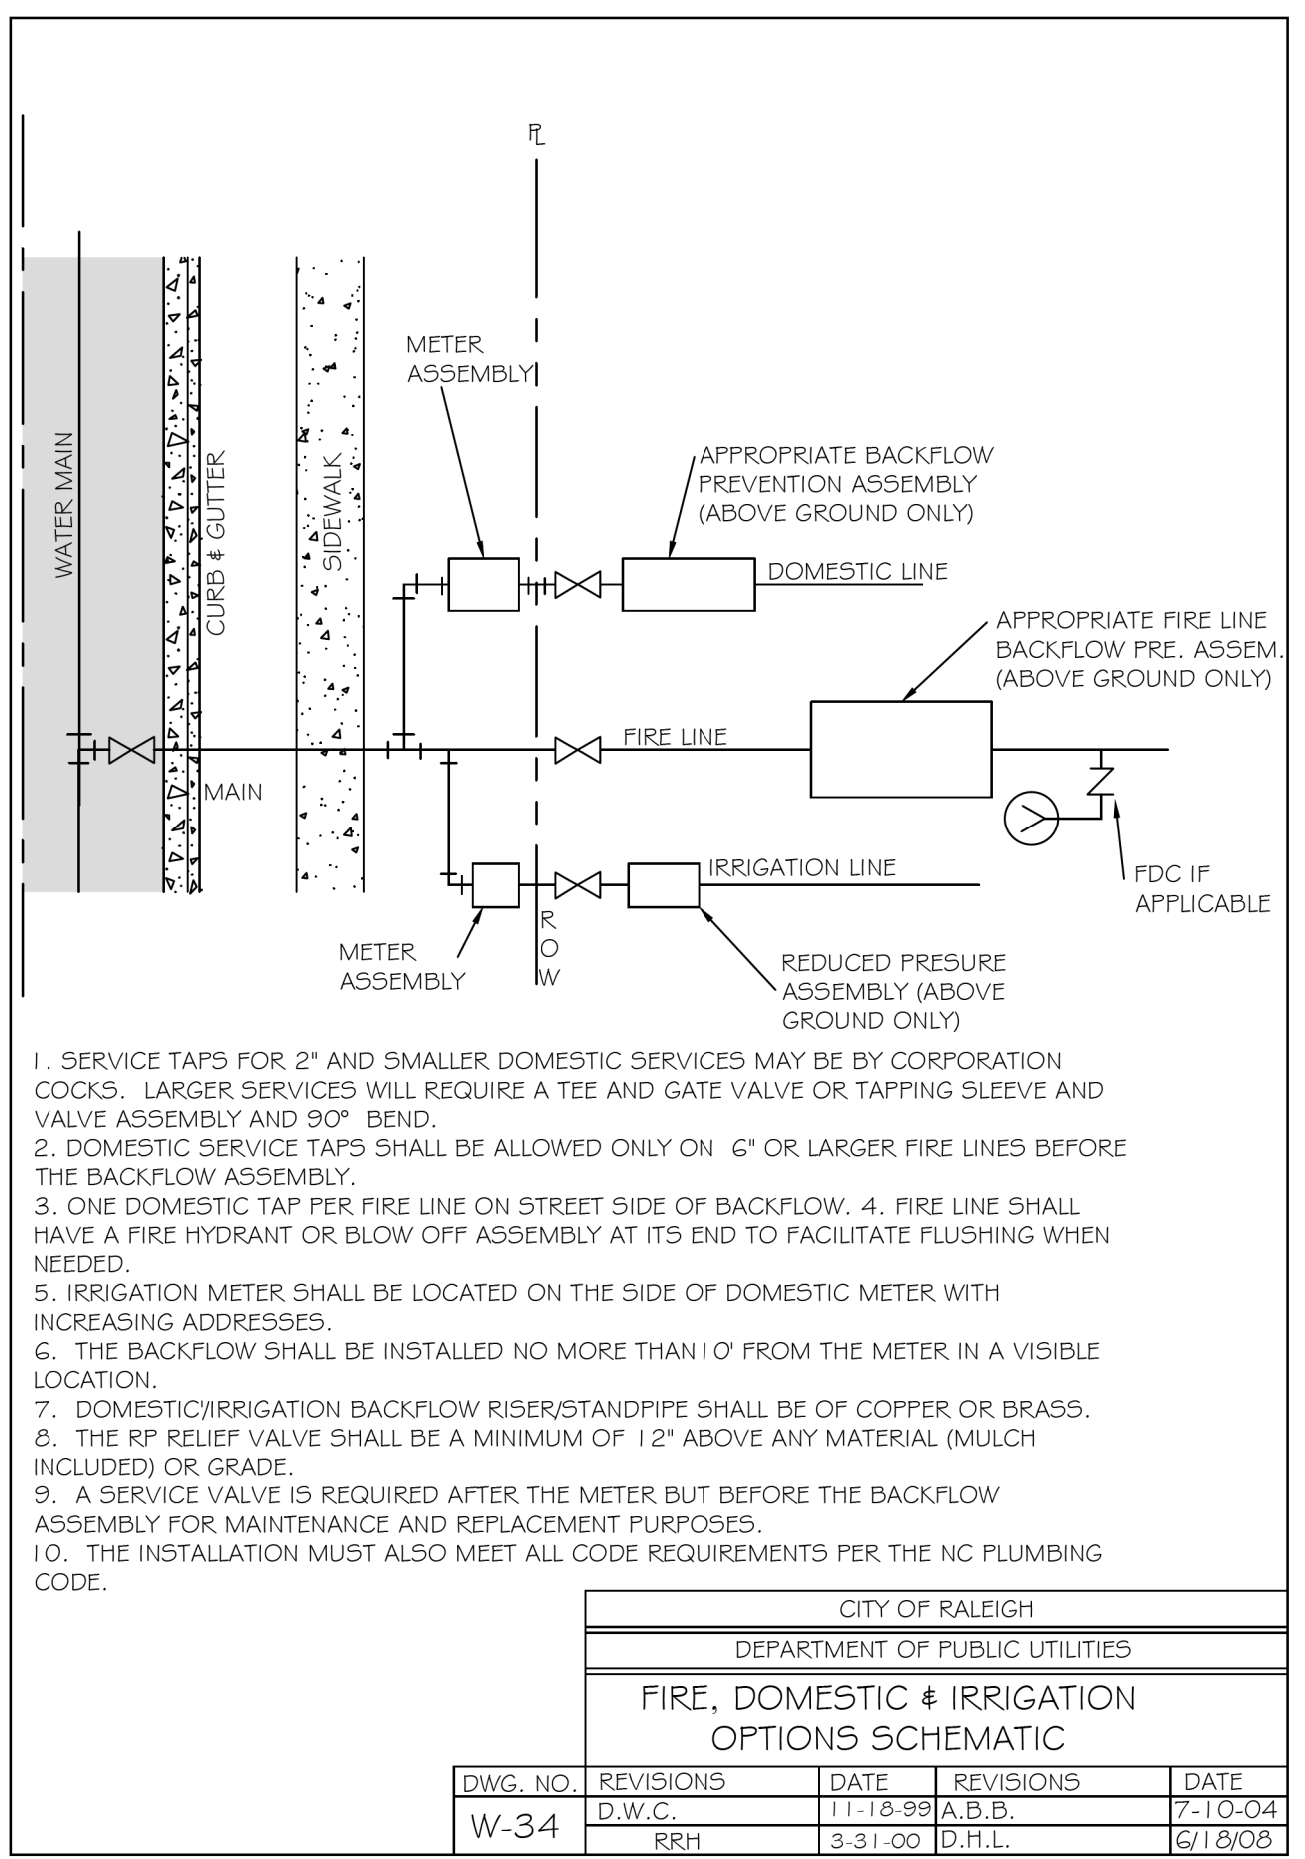 PL
METER
ASSEMBLY
WATER MAIN
CURB & GUTTER
SIDEWALK
APPROPRIATE BACKFLOW
PREVENTION ASSEMBLY
(ABOVE GROUND ONLY)
DOMESTIC LINE
APPROPRIATE FIRE LINE
BACKFLOW PRE. ASSEM.
(ABOVE GROUND ONLY)
FIRE LINE
MAIN
IRRIGATION LINE
FDC IF
APPLICABLE
ROW
METER
ASSEMBLY
REDUCED PRESURE
ASSEMBLY (ABOVE
GROUND ONLY)
1. SERVICE TAPS FOR 2" AND SMALLER DOMESTIC SERVICES MAY BE BY CORPORATION
COCKS. LARGER SERVICES WILL REQUIRE A TEE AND GATE VALVE OR TAPPING SLEEVE AND
VALVE ASSEMBLY AND 90° BEND.
2. DOMESTIC SERVICE TAPS SHALL BE ALLOWED ONLY ON 6" OR LARGER FIRE LINES BEFORE
THE BACKFLOW ASSEMBLY.
3. ONE DOMESTIC TAP PER FIRE LINE ON STREET SIDE OF BACKFLOW. 4. FIRE LINE SHALL
HAVE A FIRE HYDRANT OR BLOW OFF ASSEMBLY AT ITS END TO FACILITATE FLUSHING WHEN
NEEDED.
5. IRRIGATION METER SHALL BE LOCATED ON THE SIDE OF DOMESTIC METER WITH
INCREASING ADDRESSES.
6. THE BACKFLOW SHALL BE INSTALLED NO MORE THAN 10' FROM THE METER IN A VISIBLE
LOCATION.
7. DOMESTIC'/IRRIGATION BACKFLOW RISER/STANDPIPE SHALL BE OF COPPER OR BRASS.
8. THE RP RELIEF VALVE SHALL BE A MINIMUM OF 12" ABOVE ANY MATERIAL (MULCH
INCLUDED) OR GRADE.
9. A SERVICE VALVE IS REQUIRED AFTER THE METER BUT BEFORE THE BACKFLOW
ASSEMBLY FOR MAINTENANCE AND REPLACEMENT PURPOSES.
10. THE INSTALLATION MUST ALSO MEET ALL CODE REQUIREMENTS PER THE NC PLUMBING
CODE.
CITY OF RALEIGH
DEPARTMENT OF PUBLIC UTILITIES
FIRE, DOMESTIC & IRRIGATION
OPTIONS SCHEMATIC
DWG. NO. REVISIONS DATE REVISIONS DATE
W-34
D.W.C. 11-18-99 A.B.B. 7-10-04
RRH 3-31-00 D.H.L. 6/18/08